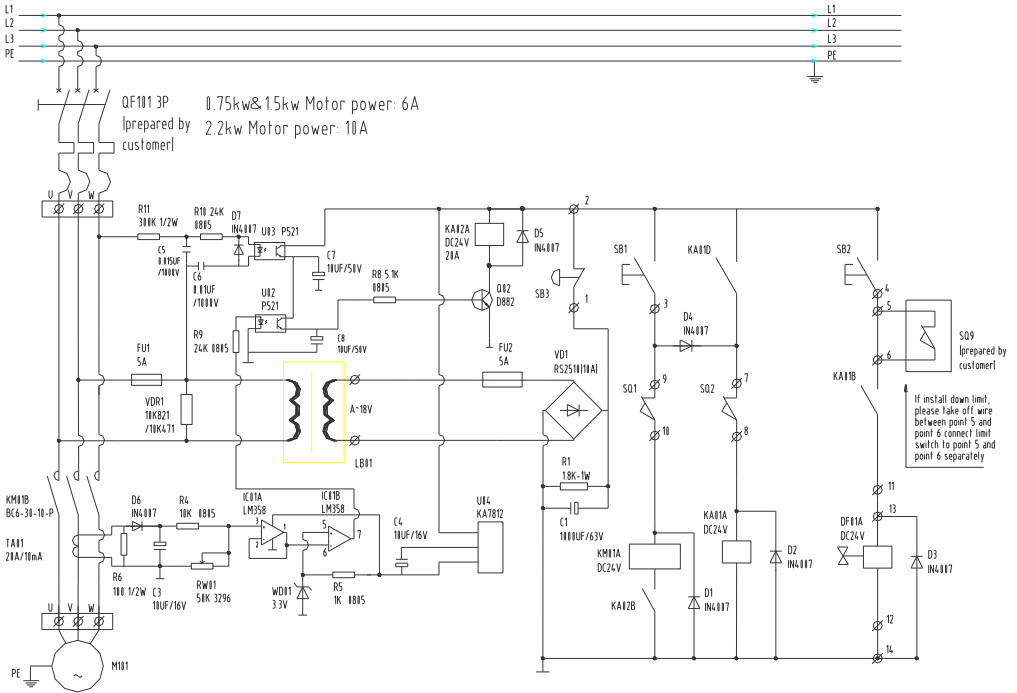 L1
L1
L2
L2
L3
L3
PE
PE
QF101 3P
|prepared by
customer|
0.75kw&1.5kw Motor power: 6A
2.2kw Motor power: 10A
U
V
W
R11
300K 1/2W
R10 24K
0805
D7
IN4007
U03 P521
C5
0.015UF
/1000V
C6
0.01UF
/1000V
C7
10UF/50V
U02
P521
R9
24K 0805
C8
10UF/50V
R8 5.1K
0805
KA02A
DC24V
20A
D5
IN4007
Q02
D882
2
SB3
1
SB1
3
KA01D
D4
IN4007
SB2
4
5
6
SQ9
|prepared by
customer|
KA01B
If install down limit,
please take off wire
between point 5 and
point 6 connect limit
switch to point 5 and
point 6 separately
FU1
5A
VDR1
10K821
/10K471
A~18V
LB01
FU2
5A
VD1
RS2510|10A|
SQ1
9
10
SQ2
7
8
R1
1.8K-1W
C1
1000UF/63V
11
13
KM01B
BC6-30-10-P
TA01
20A/10mA
D6
IN4007
R4
10K 0805
R6
100 1/2W
C3
10UF/16V
RW01
50K 3296
IC01A
LM358
3
2
1
IC01B
LM358
5
6
7
WD01
3.3V
R5
1K 0805
C4
10UF/16V
U04
KA7812
KM01A
DC24V
KA02B
D1
IN4007
KA01A
DC24V
D2
IN4007
DF01A
DC24V
D3
IN4007
12
14
U
V
W
PE
~
M101